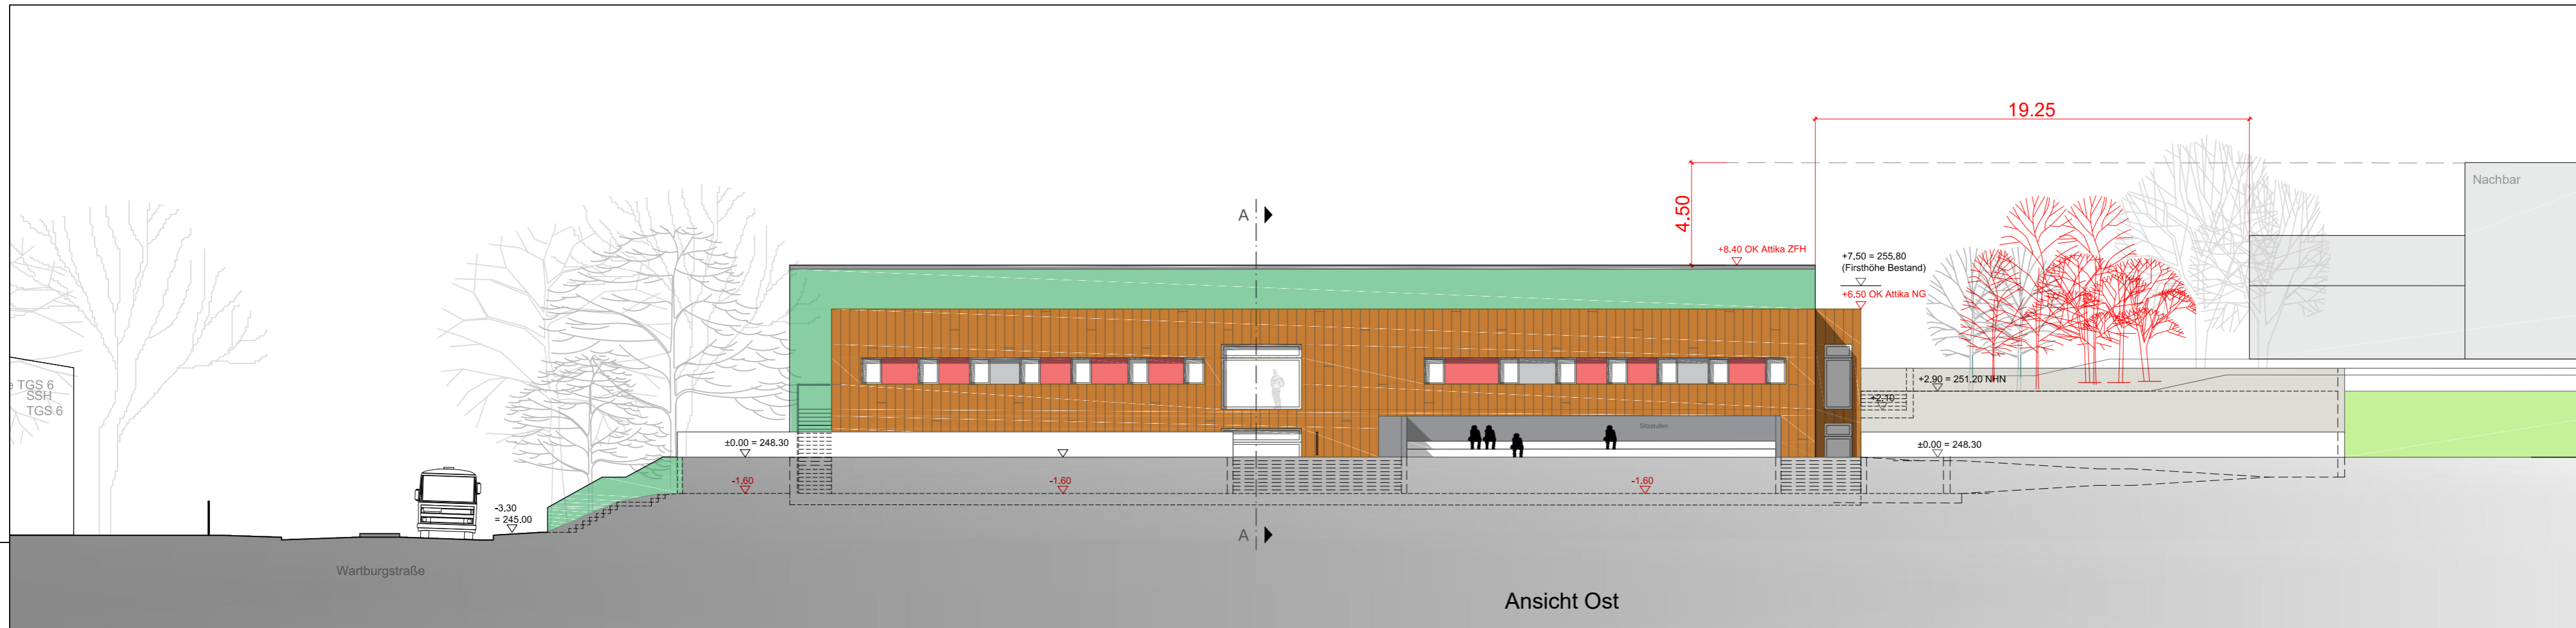 19.25
Nachbar
4.50
A
+8.40 OK Attika ZFH
+7,50 = 255,80
(Firsthöhe Bestand)
+6,50 OK Attika NG
e TGS 6
SSH
TGS 6
+2.90 = 251.20 NHN
+2.10
Sitzstufen
±0.00 = 248.30
±0.00 = 248.30
-1.60
-1.60
-1.60
-3.30
= 245.00
A
Wartburgstraße
Ansicht Ost